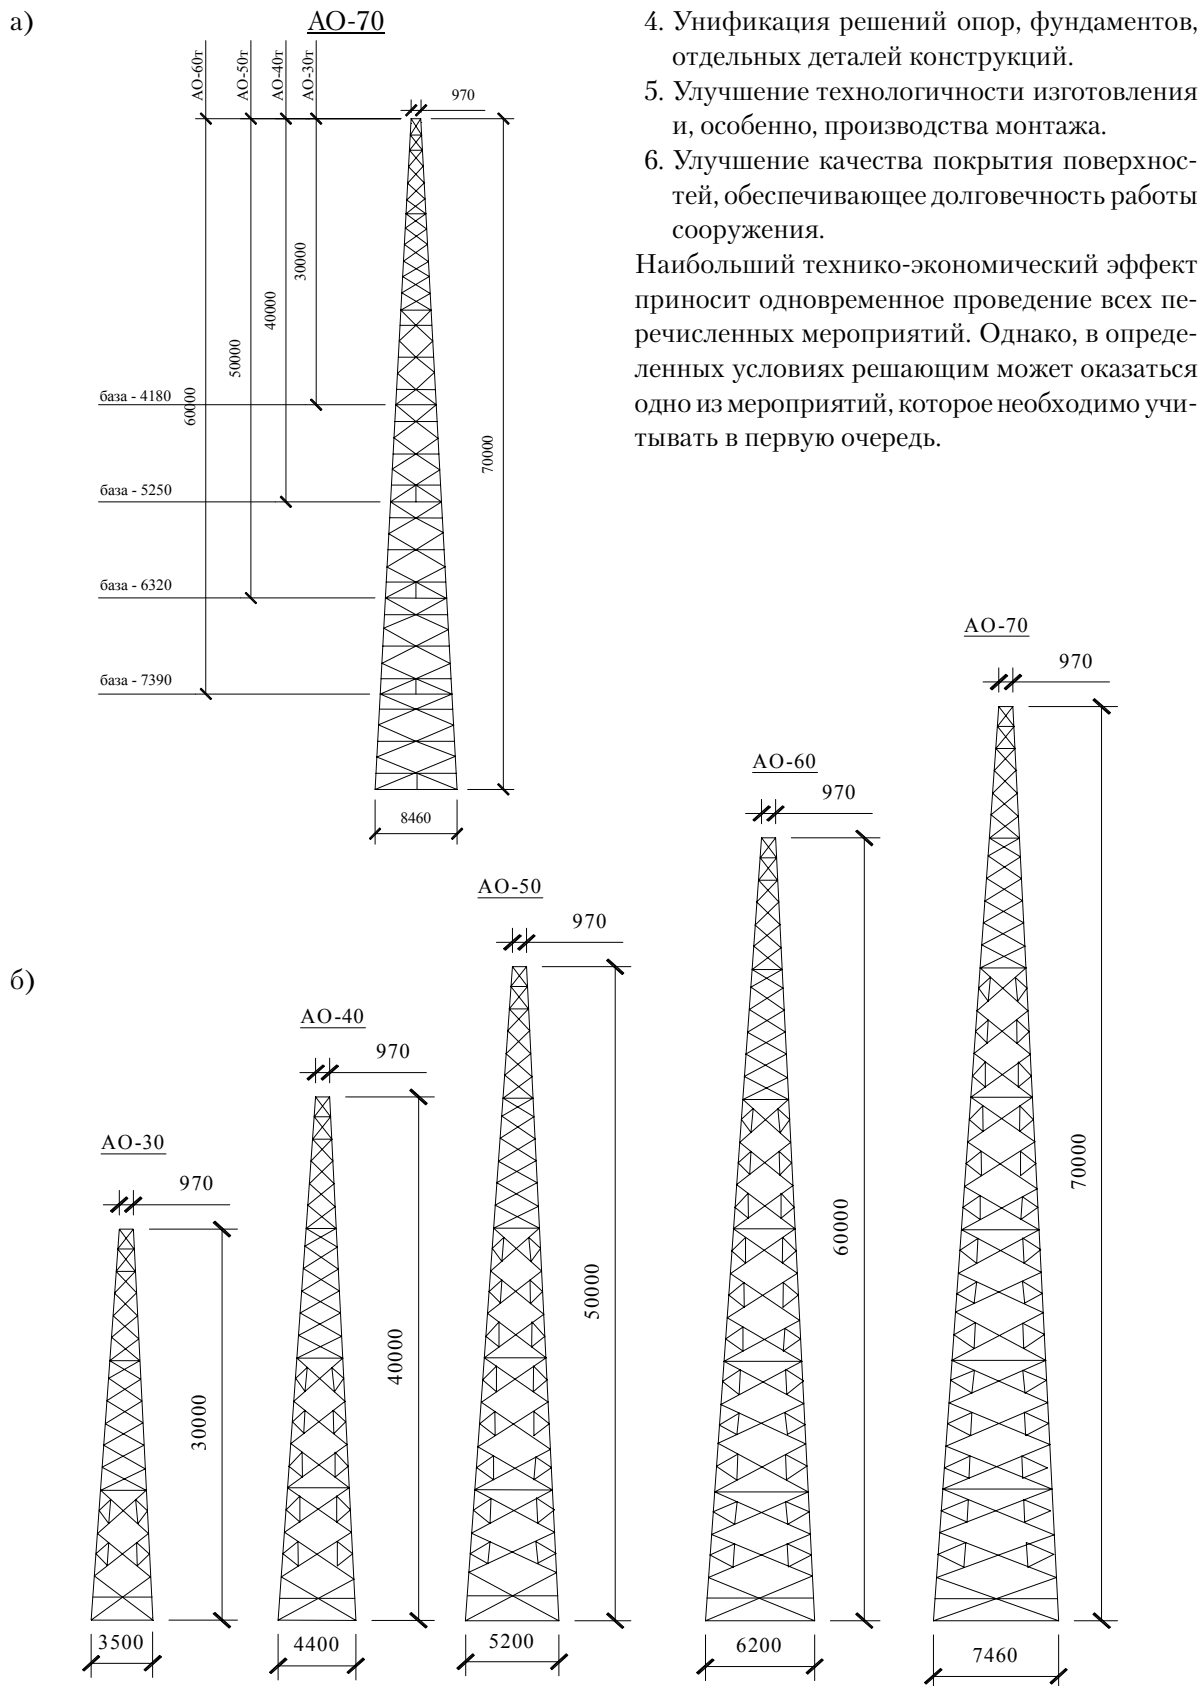 а)
АО-70
АО-60т
АО-50т
АО-40т
АО-30т
970
30000
40000
50000
60000
70000
база - 4180
база - 5250
база - 6320
база - 7390
8460
4. Унификация решений опор, фундаментов,
отдельных деталей конструкций.
5. Улучшение технологичности изготовления
и, особенно, производства монтажа.
6. Улучшение качества покрытия поверхнос-
тей, обеспечивающее долговечность работы
сооружения.
Наибольший технико-экономический эффект
приносит одновременное проведение всех пе-
речисленных мероприятий. Однако, в опреде-
ленных условиях решающим может оказаться
одно из мероприятий, которое необходимо учи-
тывать в первую очередь.
б)
АО-30
970
30000
3500
АО-40
970
40000
4400
АО-50
970
50000
5200
АО-60
970
60000
6200
АО-70
970
70000
7460